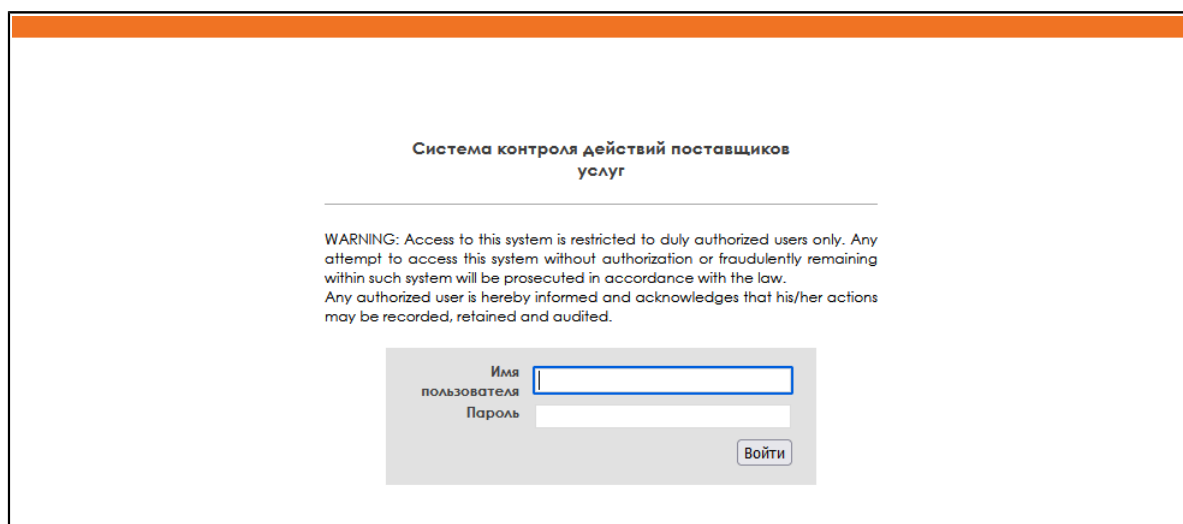 Система контроля действий поставщиков
услуг
WARNING: Access to this system is restricted to duly authorized users only. Any
attempt to access this system without authorization or fraudulently remaining
within such system will be prosecuted in accordance with the law.
Any authorized user is hereby informed and acknowledges that his/her actions
may be recorded, retained and audited.
Имя
пользователя
Пароль
Войти